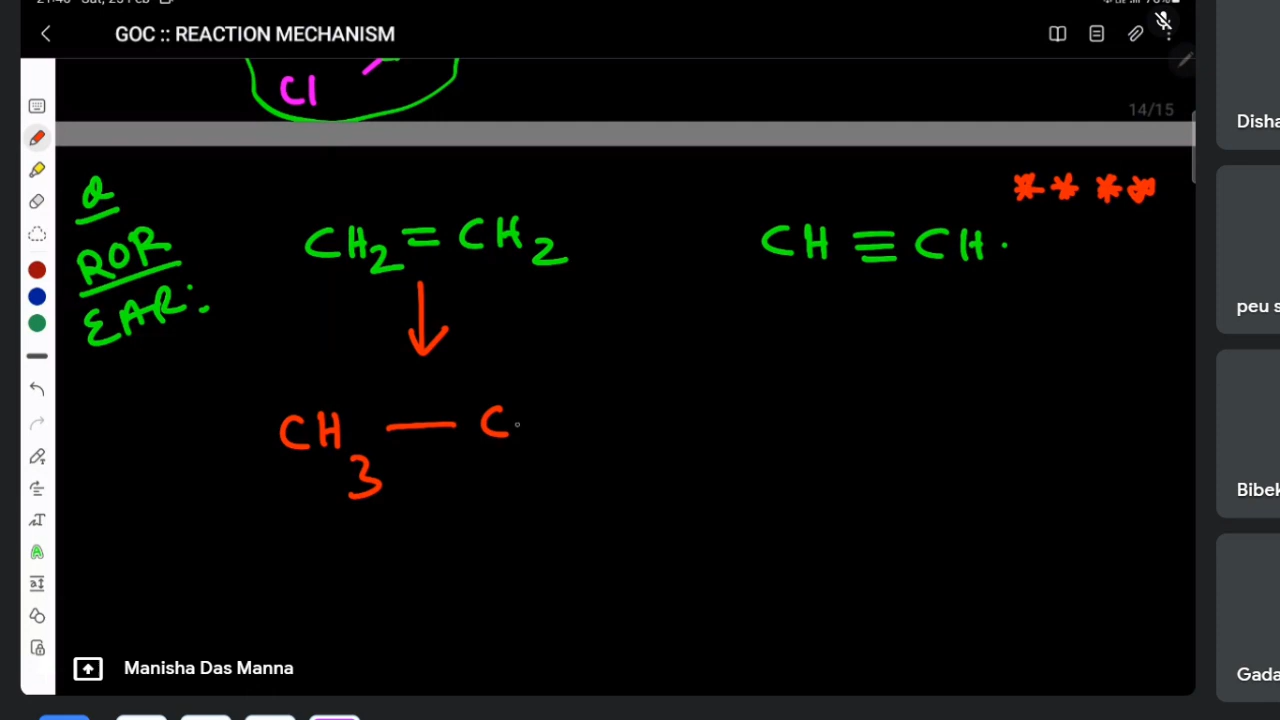 GOC :: REACTION MECHANISM
Cl
14/15
Q
ROR
EAR:
CH2 = CH2
CH ≡ CH
****
CH3 — C
Manisha Das Manna
Disha
peu s
Bibek
Gada